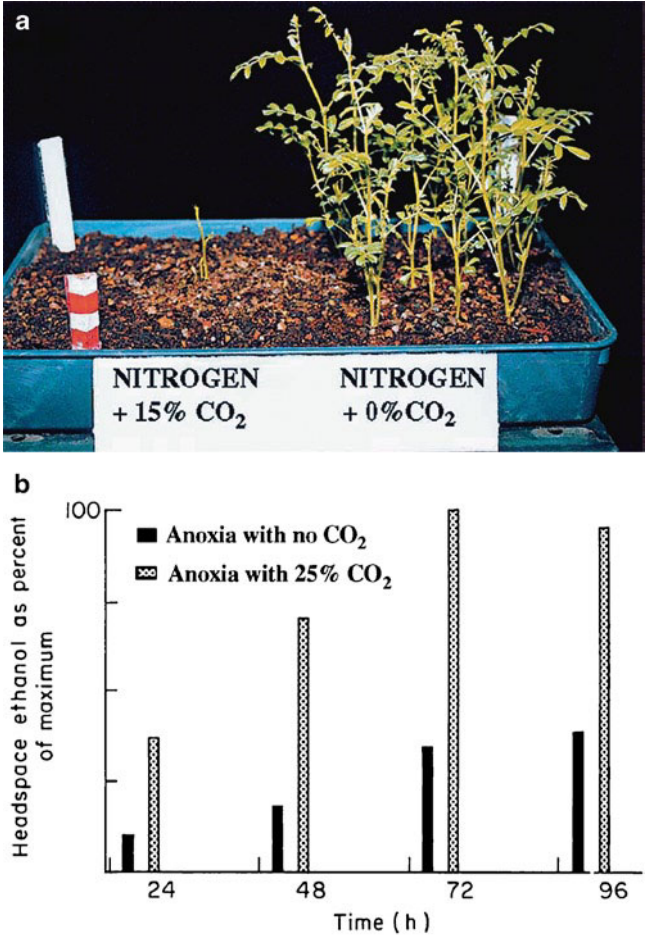 a
NITROGEN
+ 15% CO₂
NITROGEN
+ 0% CO₂
b
100
Anoxia with no CO₂
Anoxia with 25% CO₂
Headspace ethanol as percent
of maximum
24 48 72 96
Time (h)